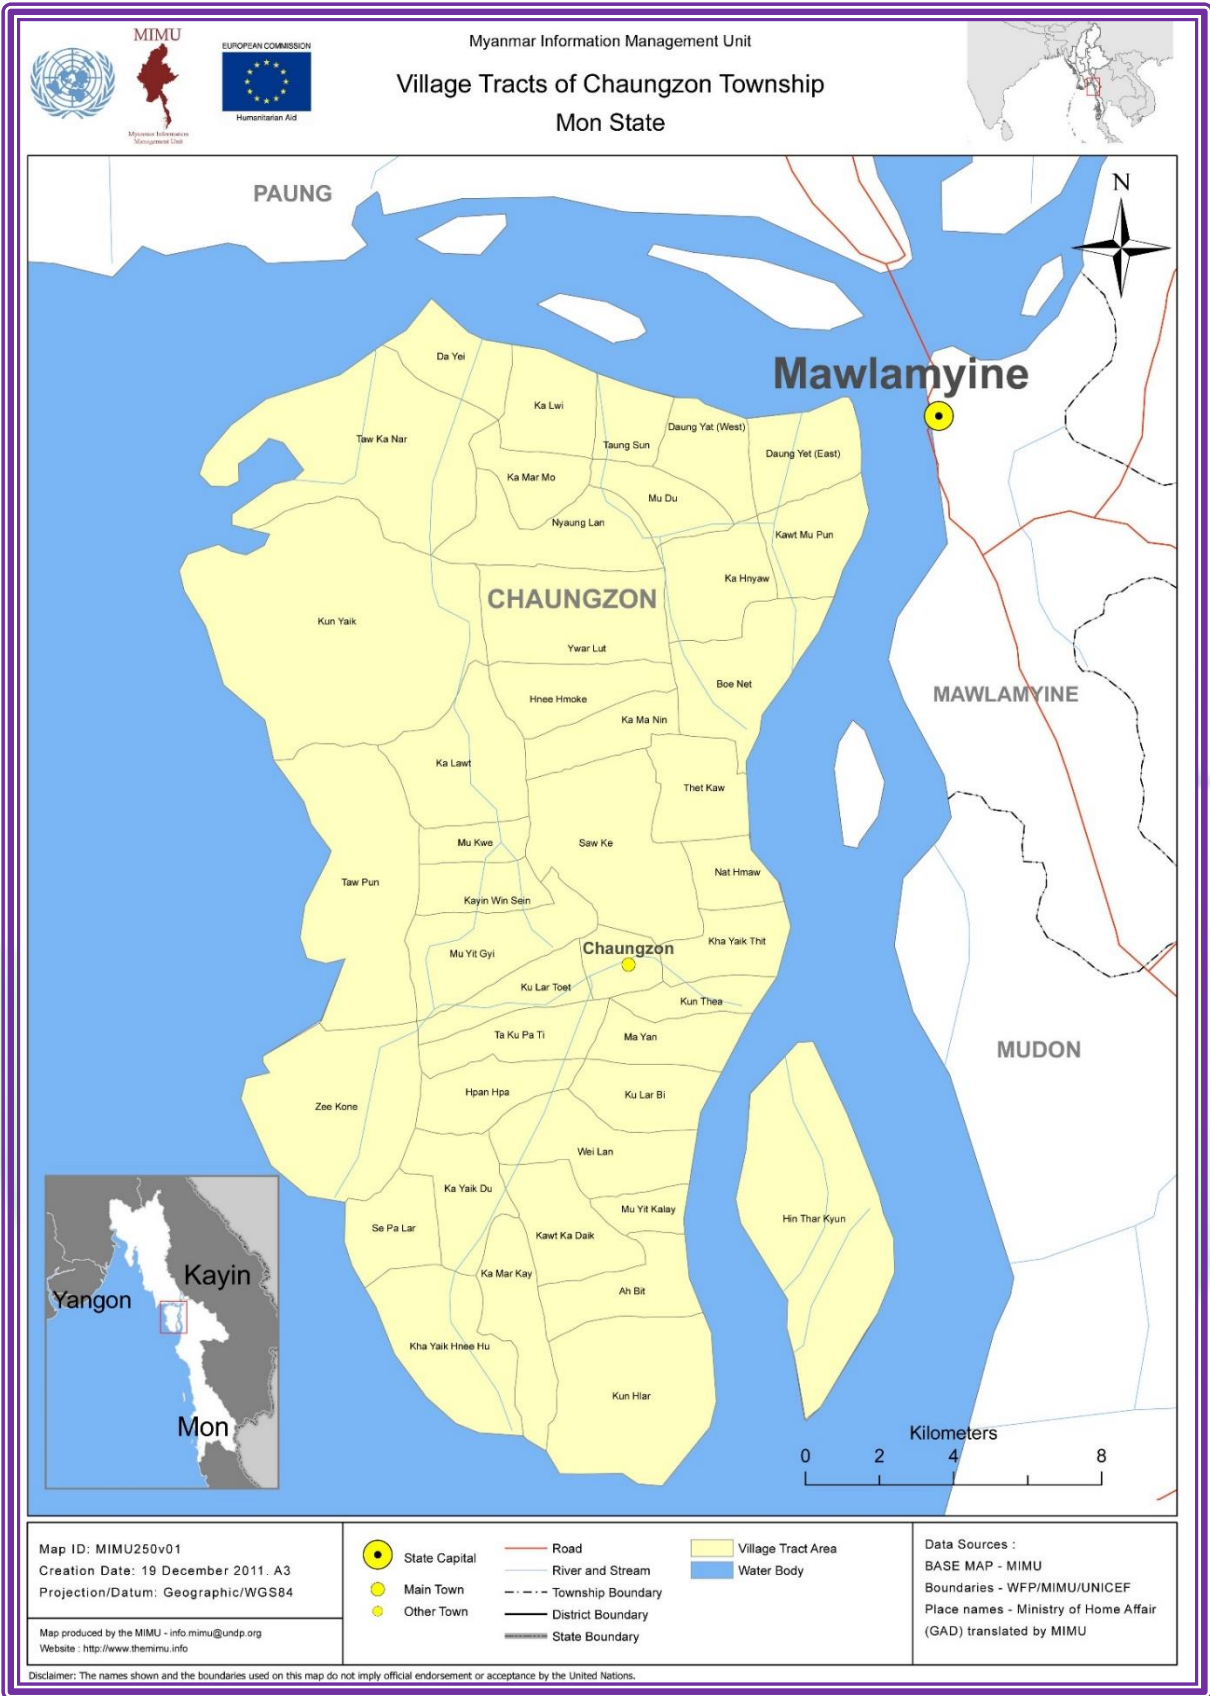 MIMU
Myanmar Information
Management Unit
EUROPEAN COMMISSION
Humanitarian Aid
Myanmar Information Management Unit
Village Tracts of Chaungzon Township
Mon State
PAUNG
N
Da Yei
Mawlamyine
Ka Lwi
Taw Ka Nar
Taung Sun
Daung Yat (West)
Daung Yet (East)
Ka Mar Mo
Mu Du
Nyaung Lan
Kawt Mu Pun
Ka Hnyaw
CHAUNGZON
Kun Yaik
Ywar Lut
Boe Net
MAWLAMYINE
Hnee Hmoke
Ka Ma Nin
Ka Lawt
Thet Kaw
Mu Kwe
Saw Ke
Nat Hmaw
Taw Pun
Kayin Win Sein
Kha Yaik Thit
Chaungzon
Mu Yit Gyi
Ku Lar Toet
Kun Thea
Ta Ku Pa Ti
Ma Yan
MUDON
Hpan Hpa
Ku Lar Bi
Zee Kone
Wei Lan
Ka Yaik Du
Mu Yit Kalay
Hin Thar Kyun
Se Pa Lar
Kawt Ka Daik
Ka Mar Kay
Ah Bit
Kha Yaik Hnee Hu
Kun Hlar
Kayin
Yangon
Mon
Kilometers
0 2 4 8
Map ID: MIMU250v01
Creation Date: 19 December 2011. A3
Projection/Datum: Geographic/WGS84
Map produced by the MIMU - info.mimu@undp.org
Website : http://www.themimu.info
State Capital
Main Town
Other Town
Road
River and Stream
Township Boundary
District Boundary
State Boundary
Village Tract Area
Water Body
Data Sources :
BASE MAP - MIMU
Boundaries - WFP/MIMU/UNICEF
Place names - Ministry of Home Affair
(GAD) translated by MIMU
Disclaimer: The names shown and the boundaries used on this map do not imply official endorsement or acceptance by the United Nations.